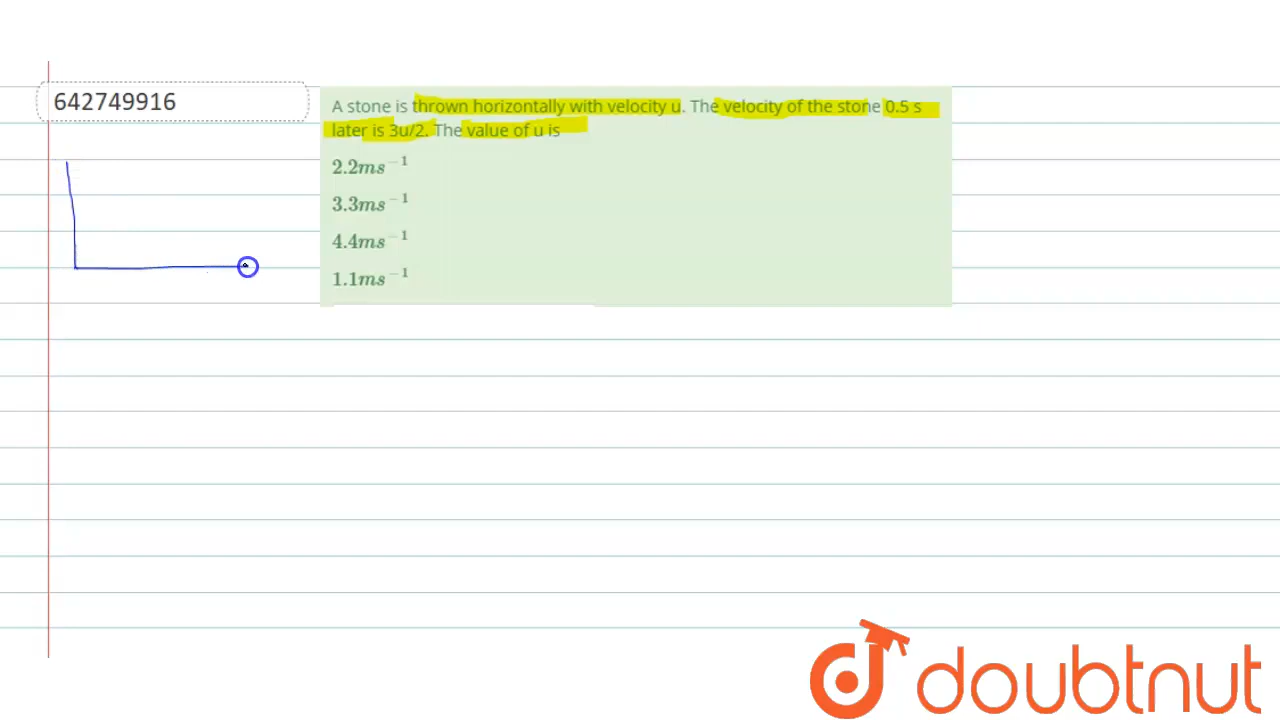 642749916
A stone is thrown horizontally with velocity u. The velocity of the stone 0.5 s
later is 3u/2. The value of u is
2.2ms⁻¹
3.3ms⁻¹
4.4ms⁻¹
1.1ms⁻¹
doubtnut